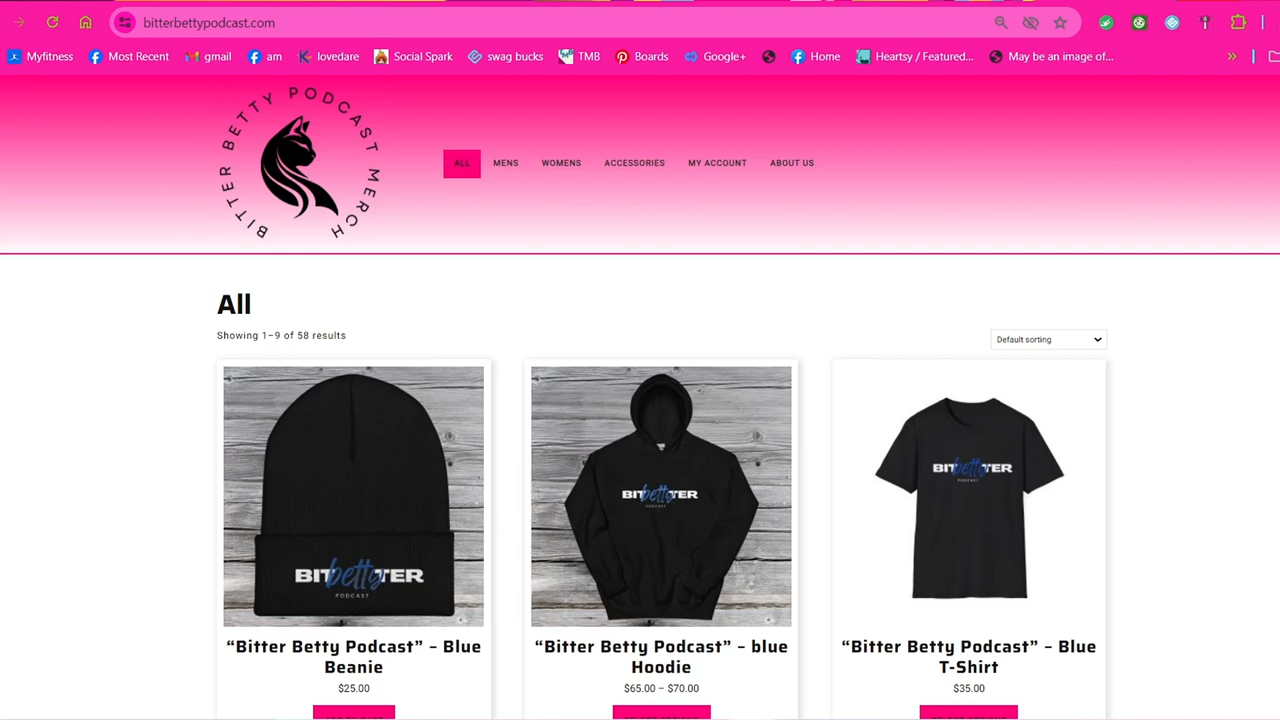 bitterbettypodcast.com
Myfitness Most Recent gmail am lovedare Social Spark swag bucks TMB Boards Google+ Home Heartsy / Featured... May be an image of...
BITTER BETTY PODCAST MERCH
ALL MENS WOMENS ACCESSORIES MY ACCOUNT ABOUT US
All
Showing 1–9 of 58 results
Default sorting
BITTER betty
PODCAST
BITTER betty
PODCAST
BITTER betty
PODCAST
“Bitter Betty Podcast” – Blue Beanie
$25.00
“Bitter Betty Podcast” – blue Hoodie
$65.00 – $70.00
“Bitter Betty Podcast” – Blue T-Shirt
$35.00